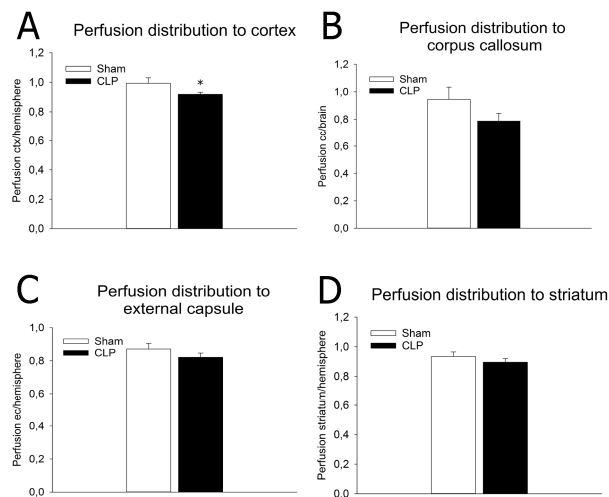 A
Perfusion distribution to cortex
1,2
1,0
0,8
0,6
0,4
0,2
0,0
Perfusion ctx/hemisphere
Sham
CLP
*
B
Perfusion distribution to
corpus callosum
1,2
1,0
0,8
0,6
0,4
0,2
0,0
Perfusion cc/brain
Sham
CLP
C
Perfusion distribution to
external capsule
1,0
0,8
0,6
0,4
0,2
0,0
Perfusion ec/hemisphere
Sham
CLP
D
Perfusion distribution to striatum
1,2
1,0
0,8
0,6
0,4
0,2
0,0
Perfusion striatum/hemisphere
Sham
CLP